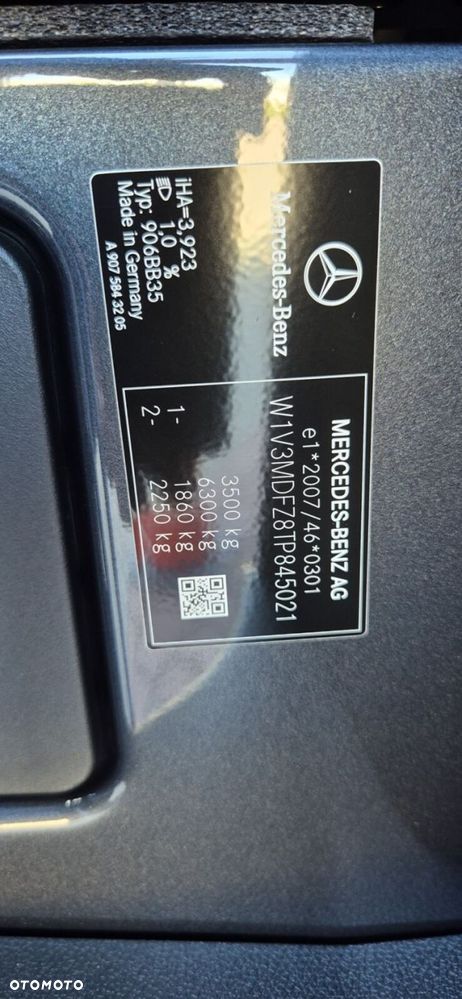 Mercedes-Benz
iHA=3,923
1,0 %
Typ: 906BB35
Made in Germany
A 907 584 32 05
MERCEDES-BENZ AG
e1*2007/46*0301
W1V3MDFZ8TP845021
3500 kg
6300 kg
1- 1860 kg
2- 2250 kg
OTOMOTO